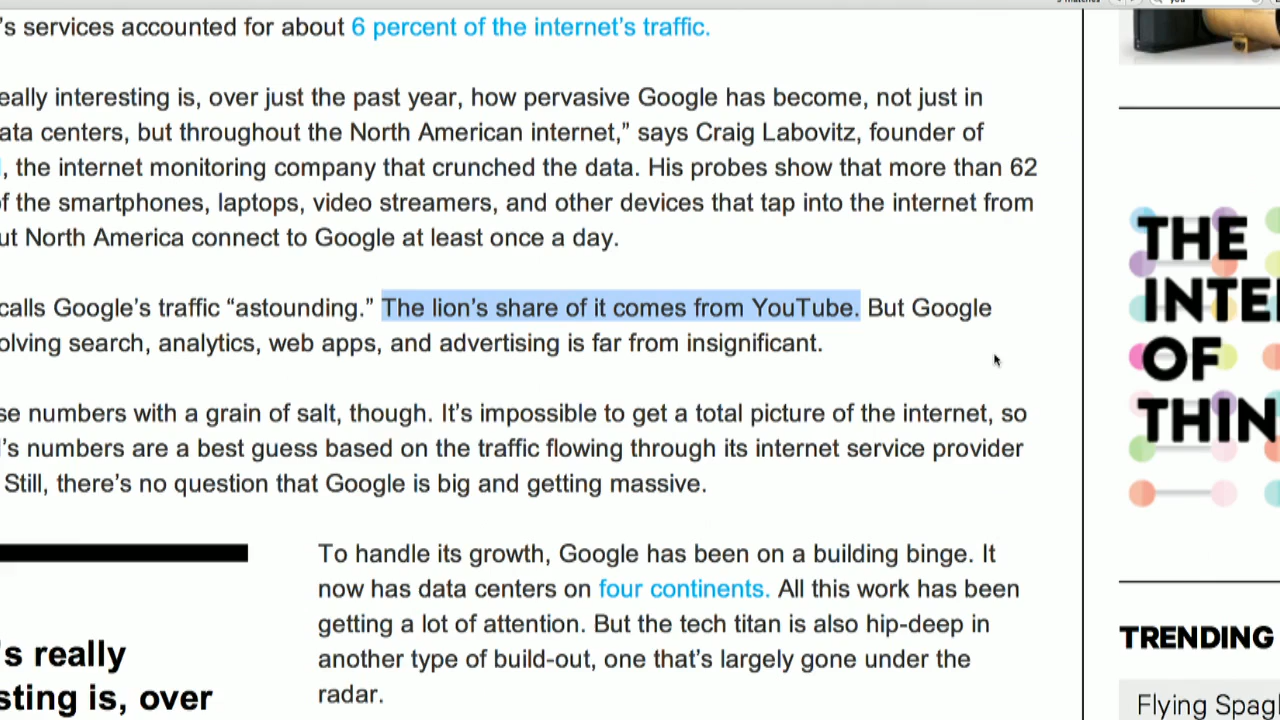 's services accounted for about 6 percent of the internet's traffic.
eally interesting is, over just the past year, how pervasive Google has become, not just in
ata centers, but throughout the North American internet,” says Craig Labovitz, founder of
, the internet monitoring company that crunched the data. His probes show that more than 62
f the smartphones, laptops, video streamers, and other devices that tap into the internet from
ut North America connect to Google at least once a day.
calls Google's traffic “astounding.” The lion's share of it comes from YouTube. But Google
olving search, analytics, web apps, and advertising is far from insignificant.
se numbers with a grain of salt, though. It's impossible to get a total picture of the internet, so
's numbers are a best guess based on the traffic flowing through its internet service provider
Still, there's no question that Google is big and getting massive.
To handle its growth, Google has been on a building binge. It
now has data centers on four continents. All this work has been
getting a lot of attention. But the tech titan is also hip-deep in
another type of build-out, one that's largely gone under the
radar.
's really
sting is, over
THE
INTE
OF
THIN
TRENDING
Flying Spag